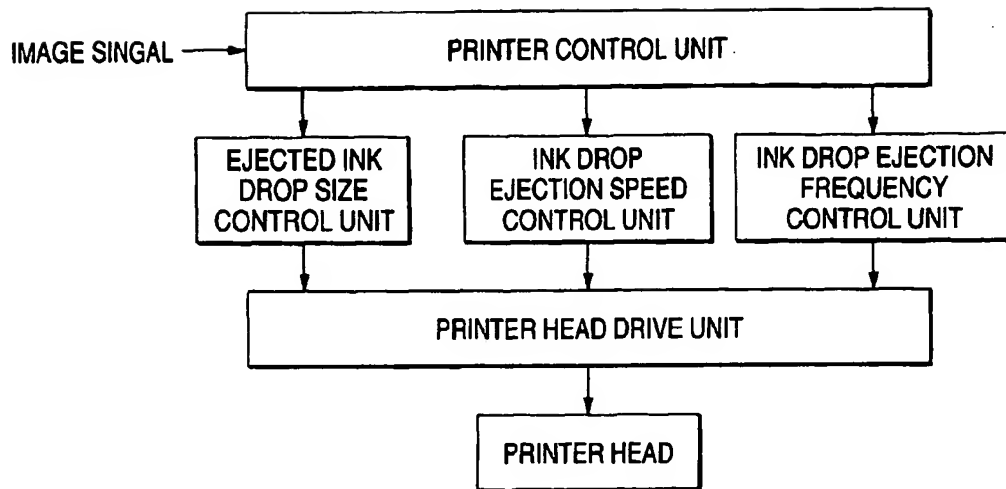 IMAGE SINGAL
PRINTER CONTROL UNIT
EJECTED INK
DROP SIZE
CONTROL UNIT
INK DROP
EJECTION SPEED
CONTROL UNIT
INK DROP EJECTION
FREQUENCY
CONTROL UNIT
PRINTER HEAD DRIVE UNIT
PRINTER HEAD